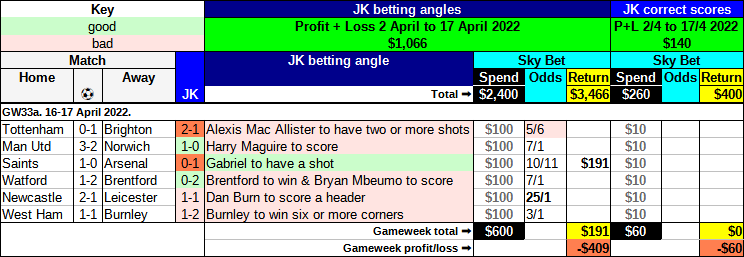 Key JK betting angles JK correct scores
good Profit + Loss 2 April to 17 April 2022 P+L 2/4 to 17/4 2022
bad $1,066 $140
Match JK betting angle Sky Bet Sky Bet
Home ⚽ Away JK Spend Odds Return Spend Odds Return
Total ➡ $2,400 $3,466 $260 $400
GW33a. 16-17 April 2022.
Tottenham 0-1 Brighton 2-1 Alexis Mac Allister to have two or more shots $100 5/6 $10
Man Utd 3-2 Norwich 1-0 Harry Maguire to score $100 7/1 $10
Saints 1-0 Arsenal 0-1 Gabriel to have a shot $100 10/11 $191 $10
Watford 1-2 Brentford 0-2 Brentford to win & Bryan Mbeumo to score $100 7/1 $10
Newcastle 2-1 Leicester 1-1 Dan Burn to score a header $100 25/1 $10
West Ham 1-1 Burnley 1-2 Burnley to win six or more corners $100 3/1 $10
Gameweek total ➡ $600 $191 $60 $0
Gameweek profit/loss ➡ -$409 -$60